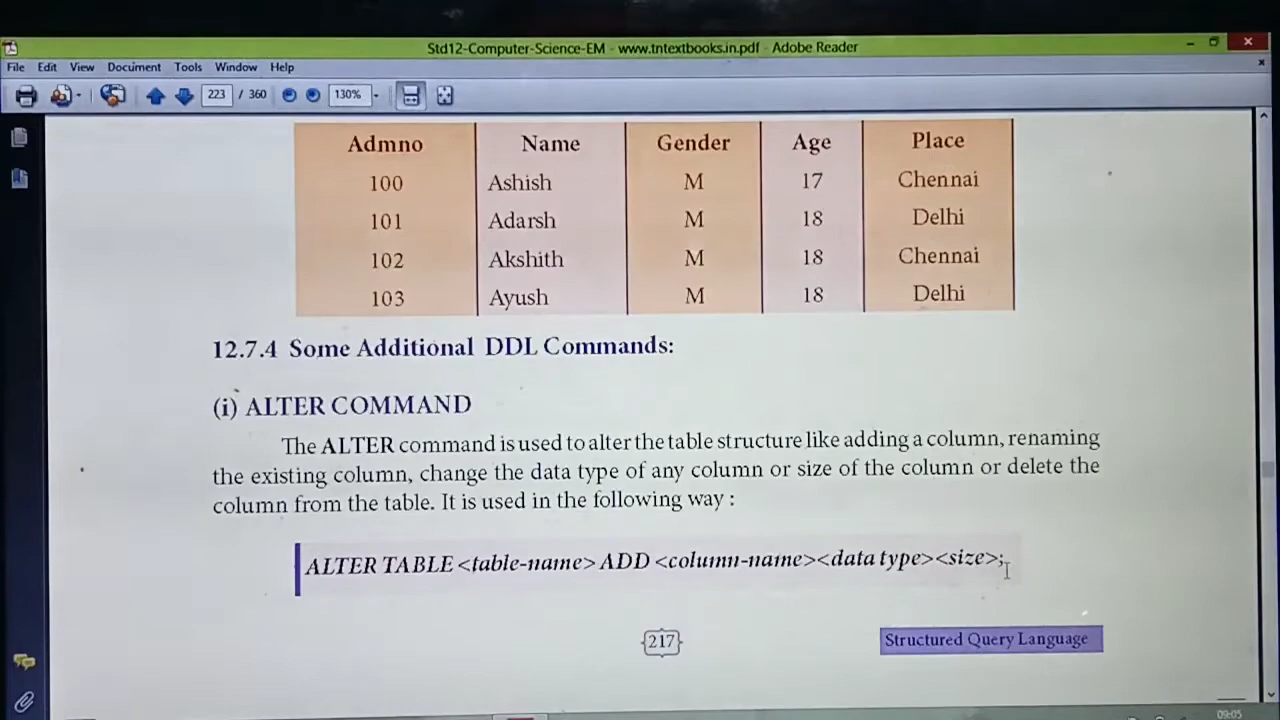 Std12-Computer-Science-EM - www.tntextbooks.in.pdf - Adobe Reader
File Edit View Document Tools Window Help
223 / 360 130%
Admno Name Gender Age Place
100 Ashish M 17 Chennai
101 Adarsh M 18 Delhi
102 Akshith M 18 Chennai
103 Ayush M 18 Delhi
12.7.4 Some Additional DDL Commands:
(i) ALTER COMMAND
The ALTER command is used to alter the table structure like adding a column, renaming
the existing column, change the data type of any column or size of the column or delete the
column from the table. It is used in the following way :
ALTER TABLE <table-name> ADD <column-name><data type><size>;
217
Structured Query Language
09:05